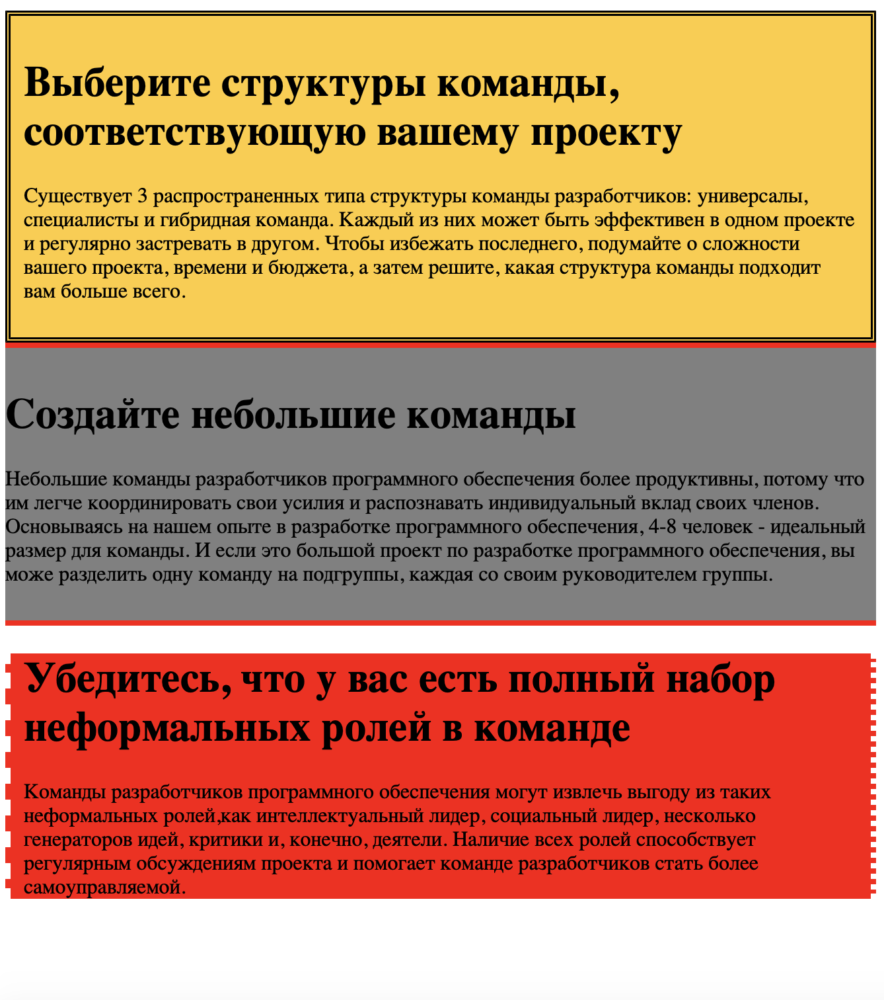 Выберите структуры команды,
соответствующую вашему проекту
Существует 3 распространенных типа структуры команды разработчиков: универсалы,
специалисты и гибридная команда. Каждый из них может быть эффективен в одном проекте
и регулярно застревать в другом. Чтобы избежать последнего, подумайте о сложности
вашего проекта, времени и бюджета, а затем решите, какая структура команды подходит
вам больше всего.
Создайте небольшие команды
Небольшие команды разработчиков программного обеспечения более продуктивны, потому что
им легче координировать свои усилия и распознавать индивидуальный вклад своих членов.
Основываясь на нашем опыте в разработке программного обеспечения, 4-8 человек - идеальный
размер для команды. И если это большой проект по разработке программного обеспечения, вы
може разделить одну команду на подгруппы, каждая со своим руководителем группы.
Убедитесь, что у вас есть полный набор
неформальных ролей в команде
Команды разработчиков программного обеспечения могут извлечь выгоду из таких
неформальных ролей,как интеллектуальный лидер, социальный лидер, несколько
генераторов идей, критики и, конечно, деятели. Наличие всех ролей способствует
регулярным обсуждениям проекта и помогает команде разработчиков стать более
самоуправляемой.